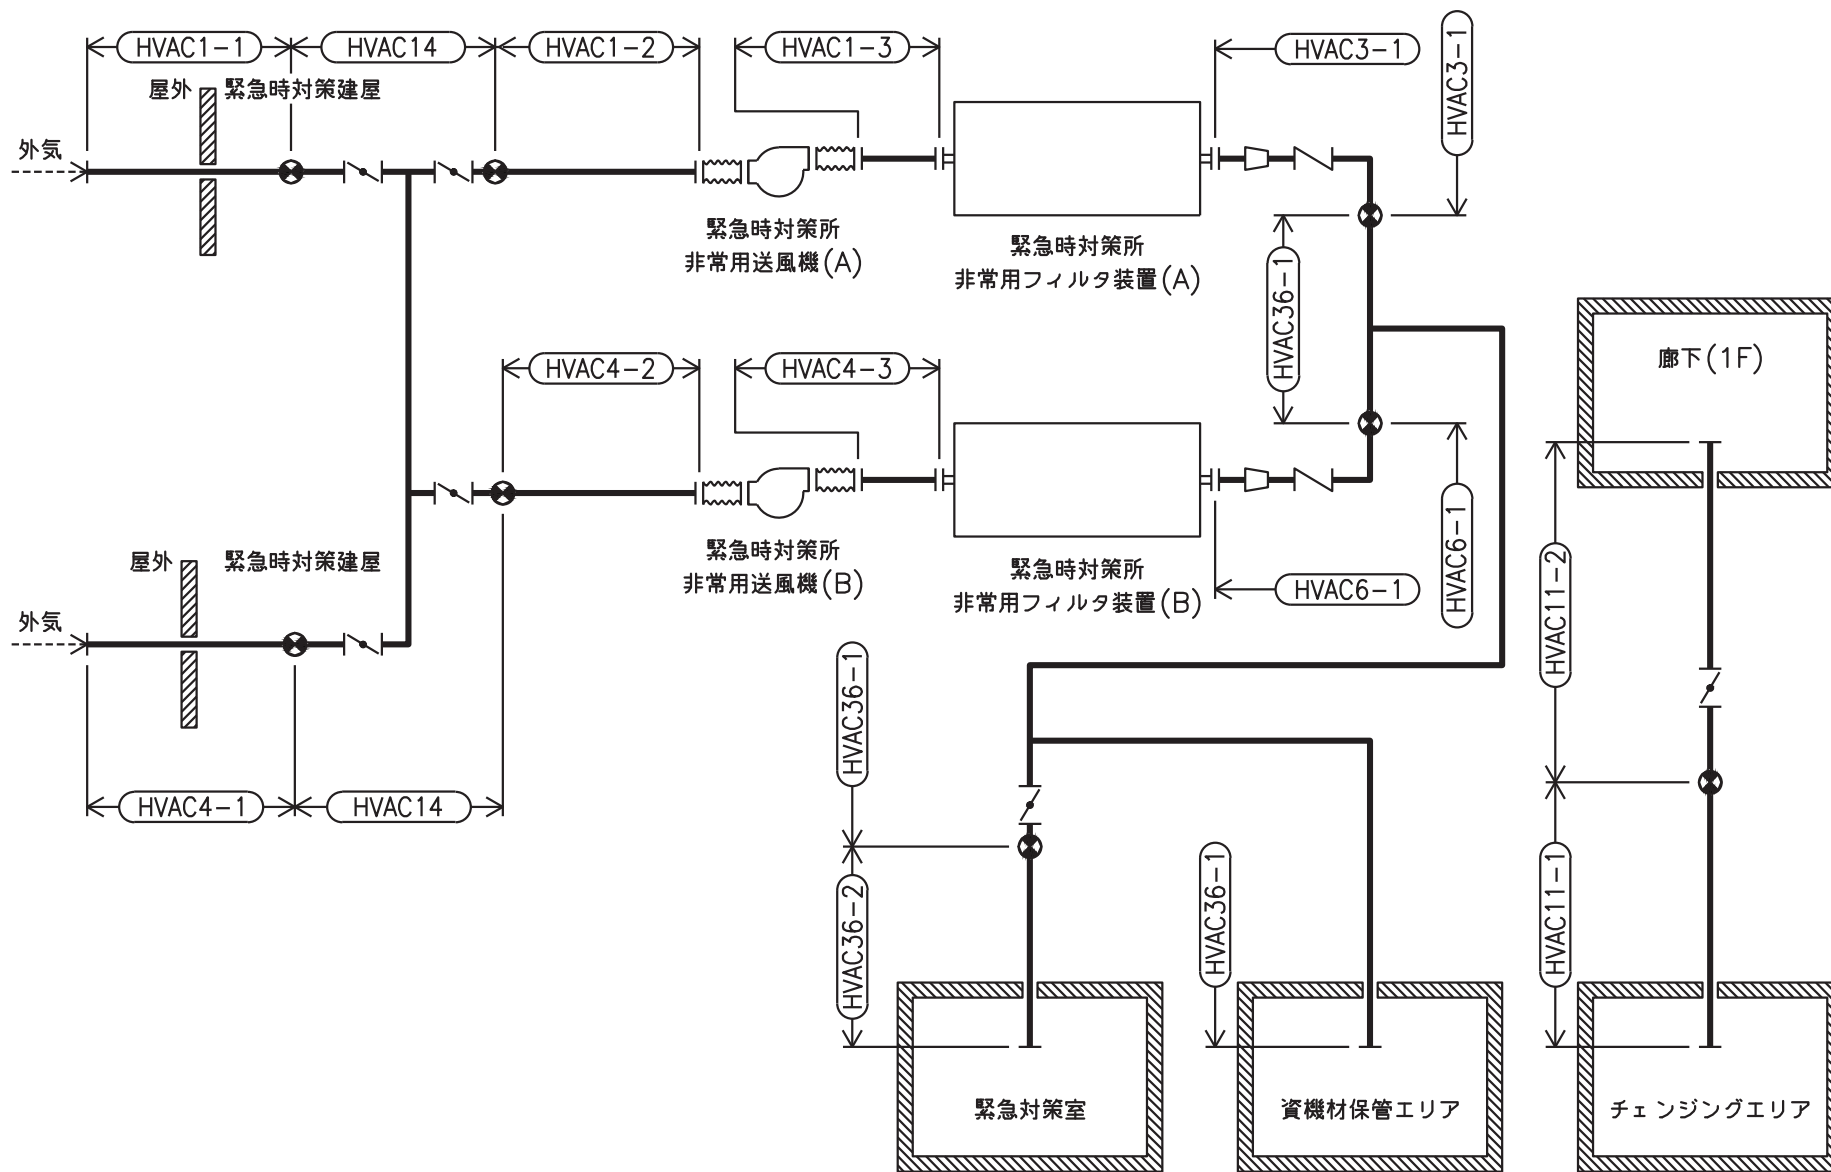 HVAC1-1
HVAC14
HVAC1-2
HVAC1-3
HVAC3-1
HVAC3-1
屋外
緊急時対策建屋
外気
緊急時対策所
非常用送風機(A)
緊急時対策所
非常用フィルタ装置(A)
HVAC36-1
廊下(1F)
HVAC4-2
HVAC4-3
屋外
緊急時対策建屋
外気
緊急時対策所
非常用送風機(B)
緊急時対策所
非常用フィルタ装置(B)
HVAC6-1
HVAC6-1
HVAC11-2
HVAC4-1
HVAC14
HVAC36-1
HVAC36-2
HVAC36-1
HVAC11-1
緊急対策室
資機材保管エリア
チェンジングエリア